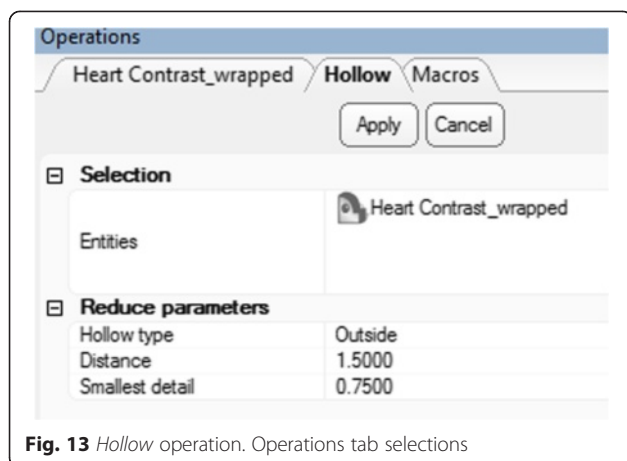 Operations
Heart Contrast_wrapped Hollow Macros
Apply Cancel
Selection
Heart Contrast_wrapped
Entities
Reduce parameters
Hollow type Outside
Distance 1.5000
Smallest detail 0.7500
Fig. 13 Hollow operation. Operations tab selections